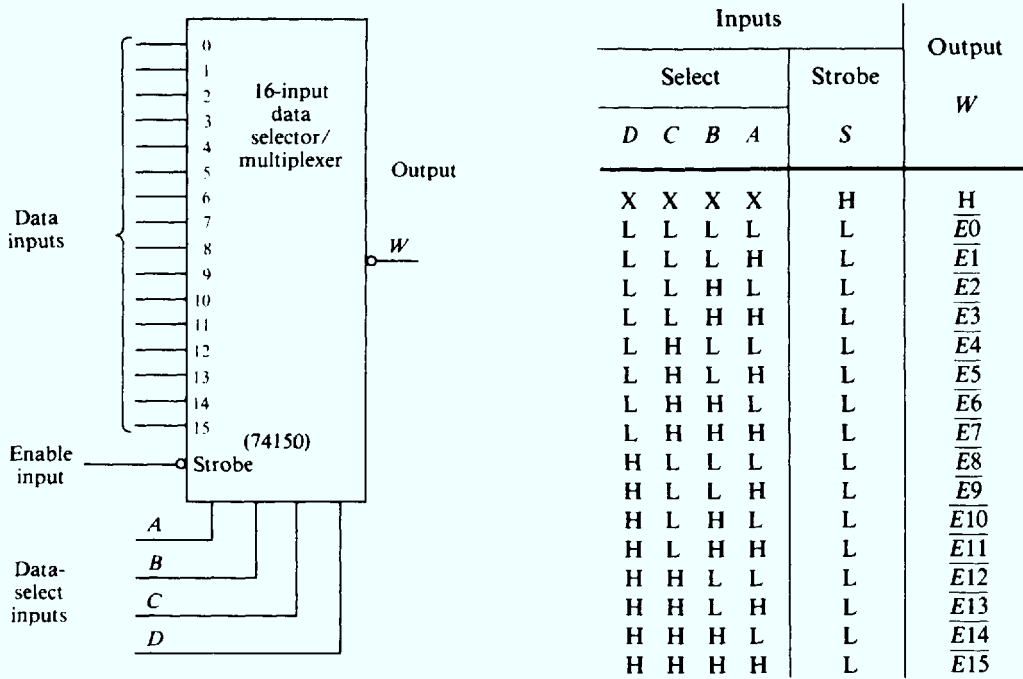 0
1
2
3
4
5
6
7
8
9
10
11
12
13
14
15
16-input
data
selector/
multiplexer
(74150)
Strobe
Data
inputs
Enable
input
A
B
C
D
Data-
select
inputs
Output
W
Inputs
Output
Select Strobe
W
D C B A S
X X X X H H
L L L L L E0
L L L H L E1
L L H L L E2
L L H H L E3
L H L L L E4
L H L H L E5
L H H L L E6
L H H H L E7
H L L L L E8
H L L H L E9
H L H L L E10
H L H H L E11
H H L L L E12
H H L H L E13
H H H L L E14
H H H H L E15